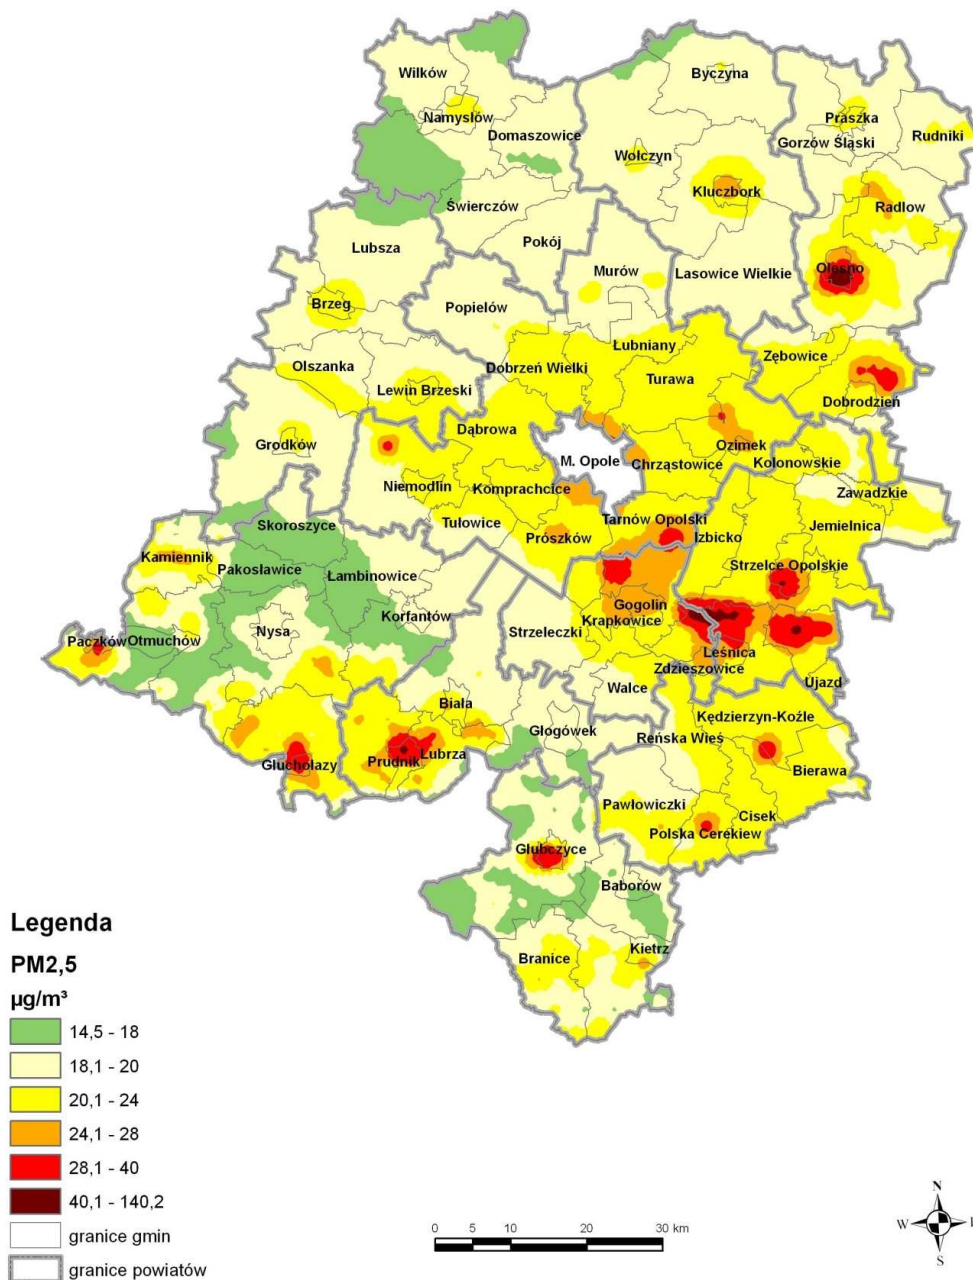 Wilków
Byczyna
Namysłów
Praszka
Domaszowice
Rudniki
Gorzów Śląski
Wołczyn
Kluczbork
Radlow
Świerczów
Pokój
Lubsza
Murów
Lasowice Wielkie
Olesno
Brzeg
Popielów
Łubniany
Zębowice
Olszanka
Dobrzeń Wielki
Turawa
Lewin Brzeski
Dobrodzień
Dąbrowa
Grodków
Ozimek
M. Opole
Chrząstowice
Kolonowskie
Niemodlin
Komprachcice
Zawadzkie
Skoroszyce
Tułowice
Tarnów Opolski
Jemielnica
Prószków
Izbicko
Kamiennik
Pakosławice
Łambinowice
Strzelce Opolskie
Gogolin
Korfantów
Krapkowice
Nysa
Strzeleczki
Paczków
Otmuchów
Leśnica
Zdzieszowice
Ujazd
Walce
Biała
Kędzierzyn-Koźle
Głogówek
Reńska Wieś
Lubrza
Prudnik
Głuchołazy
Bierawa
Pawłowiczki
Cisek
Polska Cerekiew
Głubczyce
Baborów
Kietrz
Branice
Legenda
PM2,5
µg/m³
14,5 - 18
18,1 - 20
20,1 - 24
24,1 - 28
28,1 - 40
40,1 - 140,2
granice gmin
granice powiatów
0 5 10 20 30 km
N
W
E
S